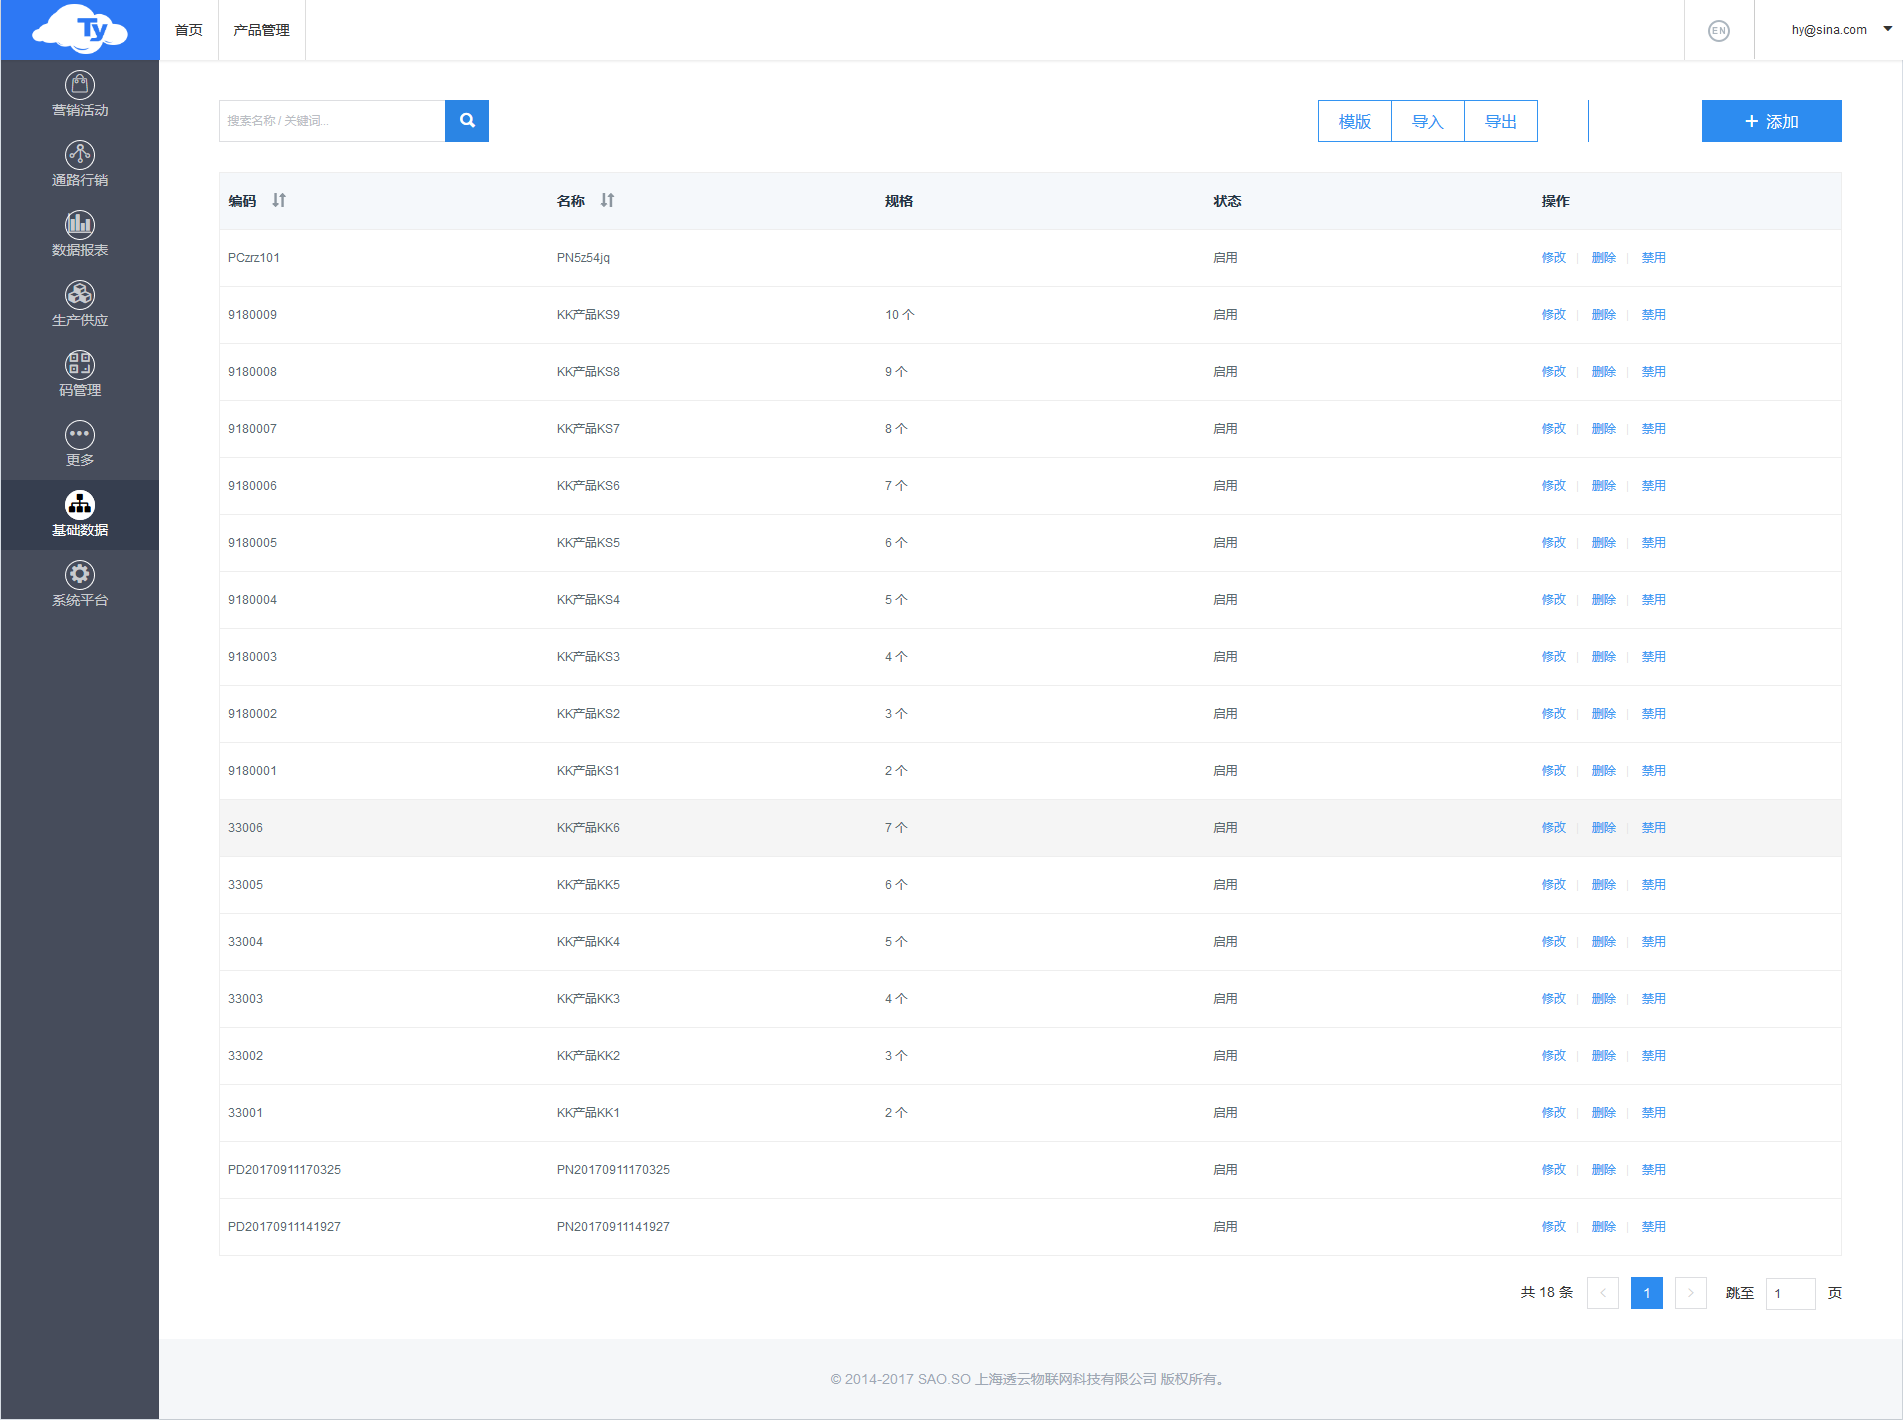 Ty
首页 产品管理 EN hy@sina.com
营销活动
通路行销
数据报表
生产供应
码管理
更多
基础数据
系统平台
搜索名称 / 关键词... 模版 导入 导出 + 添加
编码 名称 规格 状态 操作
PCzrz101 PN5z54jq 启用 修改 删除 禁用
9180009 KK产品KS9 10 个 启用 修改 删除 禁用
9180008 KK产品KS8 9 个 启用 修改 删除 禁用
9180007 KK产品KS7 8 个 启用 修改 删除 禁用
9180006 KK产品KS6 7 个 启用 修改 删除 禁用
9180005 KK产品KS5 6 个 启用 修改 删除 禁用
9180004 KK产品KS4 5 个 启用 修改 删除 禁用
9180003 KK产品KS3 4 个 启用 修改 删除 禁用
9180002 KK产品KS2 3 个 启用 修改 删除 禁用
9180001 KK产品KS1 2 个 启用 修改 删除 禁用
33006 KK产品KK6 7 个 启用 修改 删除 禁用
33005 KK产品KK5 6 个 启用 修改 删除 禁用
33004 KK产品KK4 5 个 启用 修改 删除 禁用
33003 KK产品KK3 4 个 启用 修改 删除 禁用
33002 KK产品KK2 3 个 启用 修改 删除 禁用
33001 KK产品KK1 2 个 启用 修改 删除 禁用
PD20170911170325 PN20170911170325 启用 修改 删除 禁用
PD20170911141927 PN20170911141927 启用 修改 删除 禁用
共 18 条 < 1 > 跳至 1 页
© 2014-2017 SAO.SO 上海透云物联网科技有限公司 版权所有。